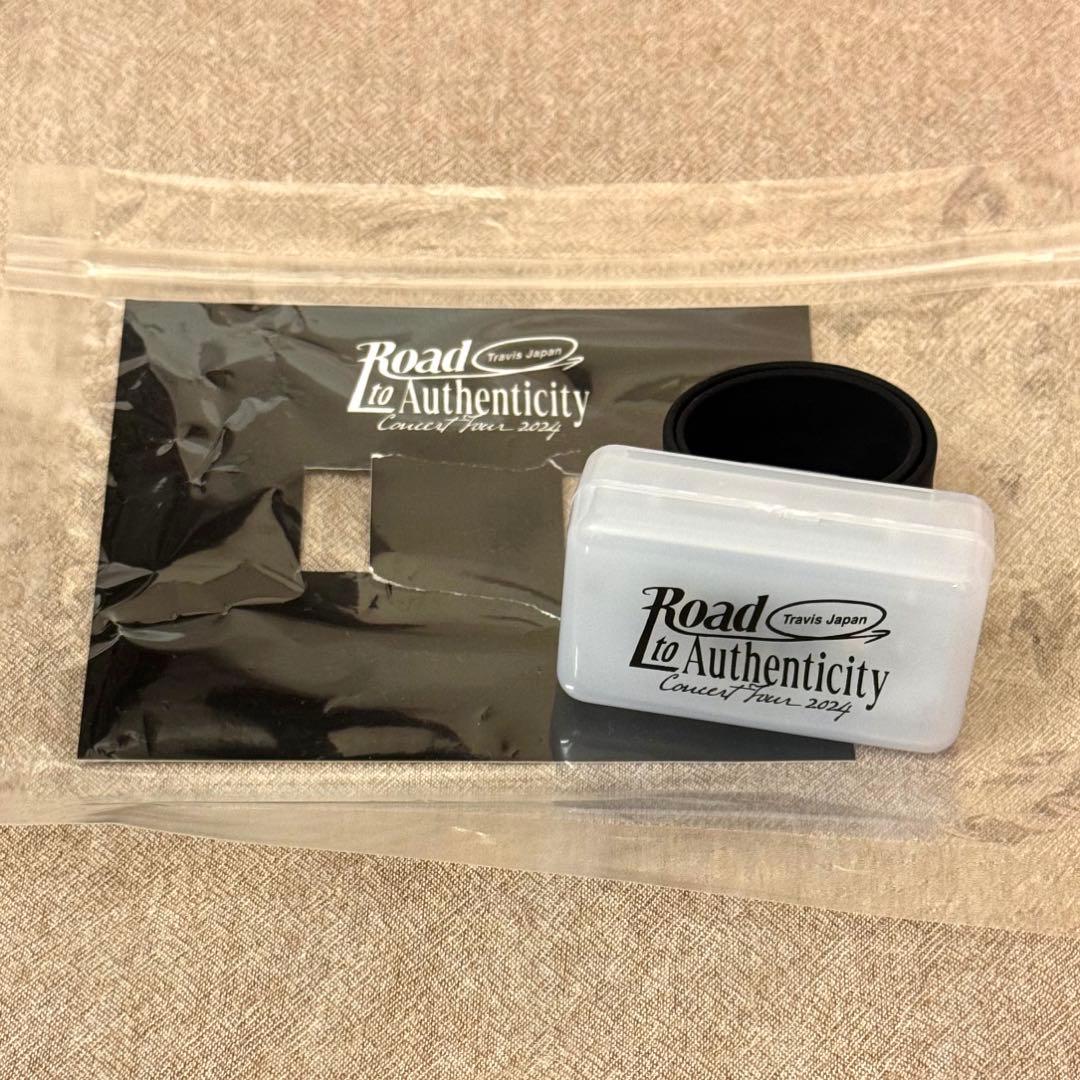 Road Travis Japan
to Authenticity
Concert Tour 2024
Road Travis Japan
to Authenticity
Concert Tour 2024